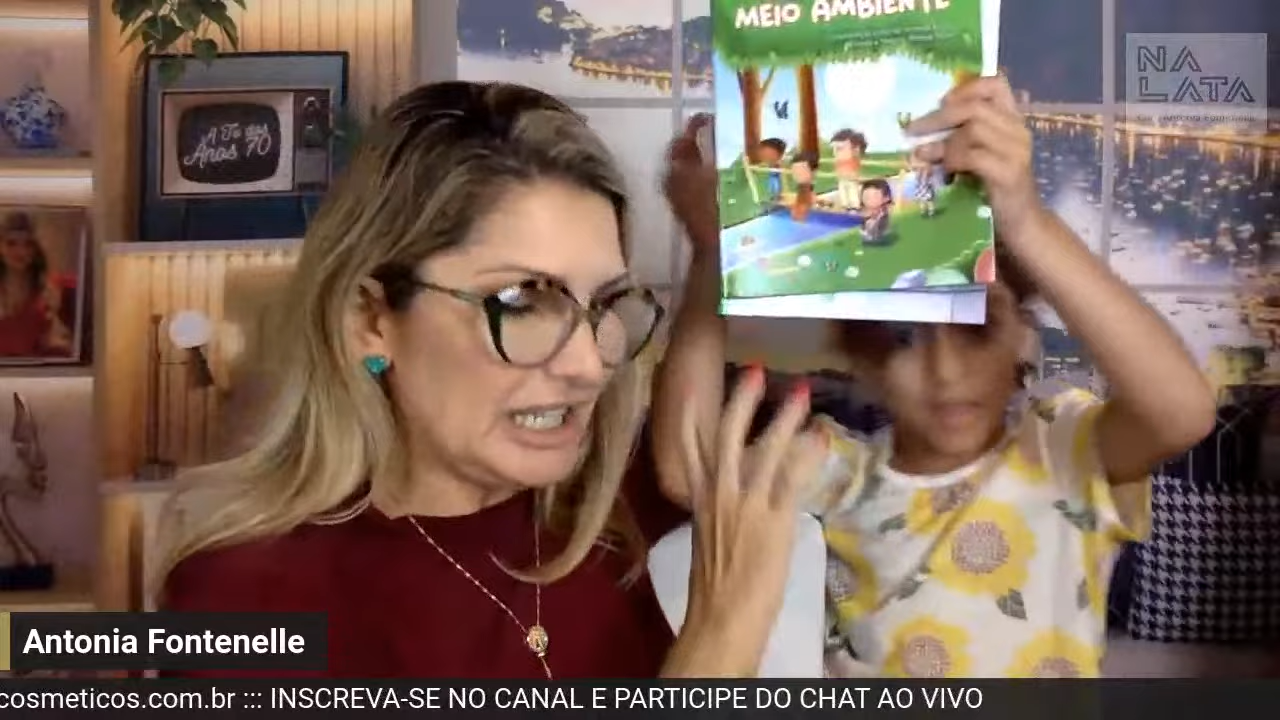 MEIO AMBIENTE
NA
LATA
A Tv dos
Anos 70
Antonia Fontenelle
cosmeticos.com.br ::: INSCREVA-SE NO CANAL E PARTICIPE DO CHAT AO VIVO